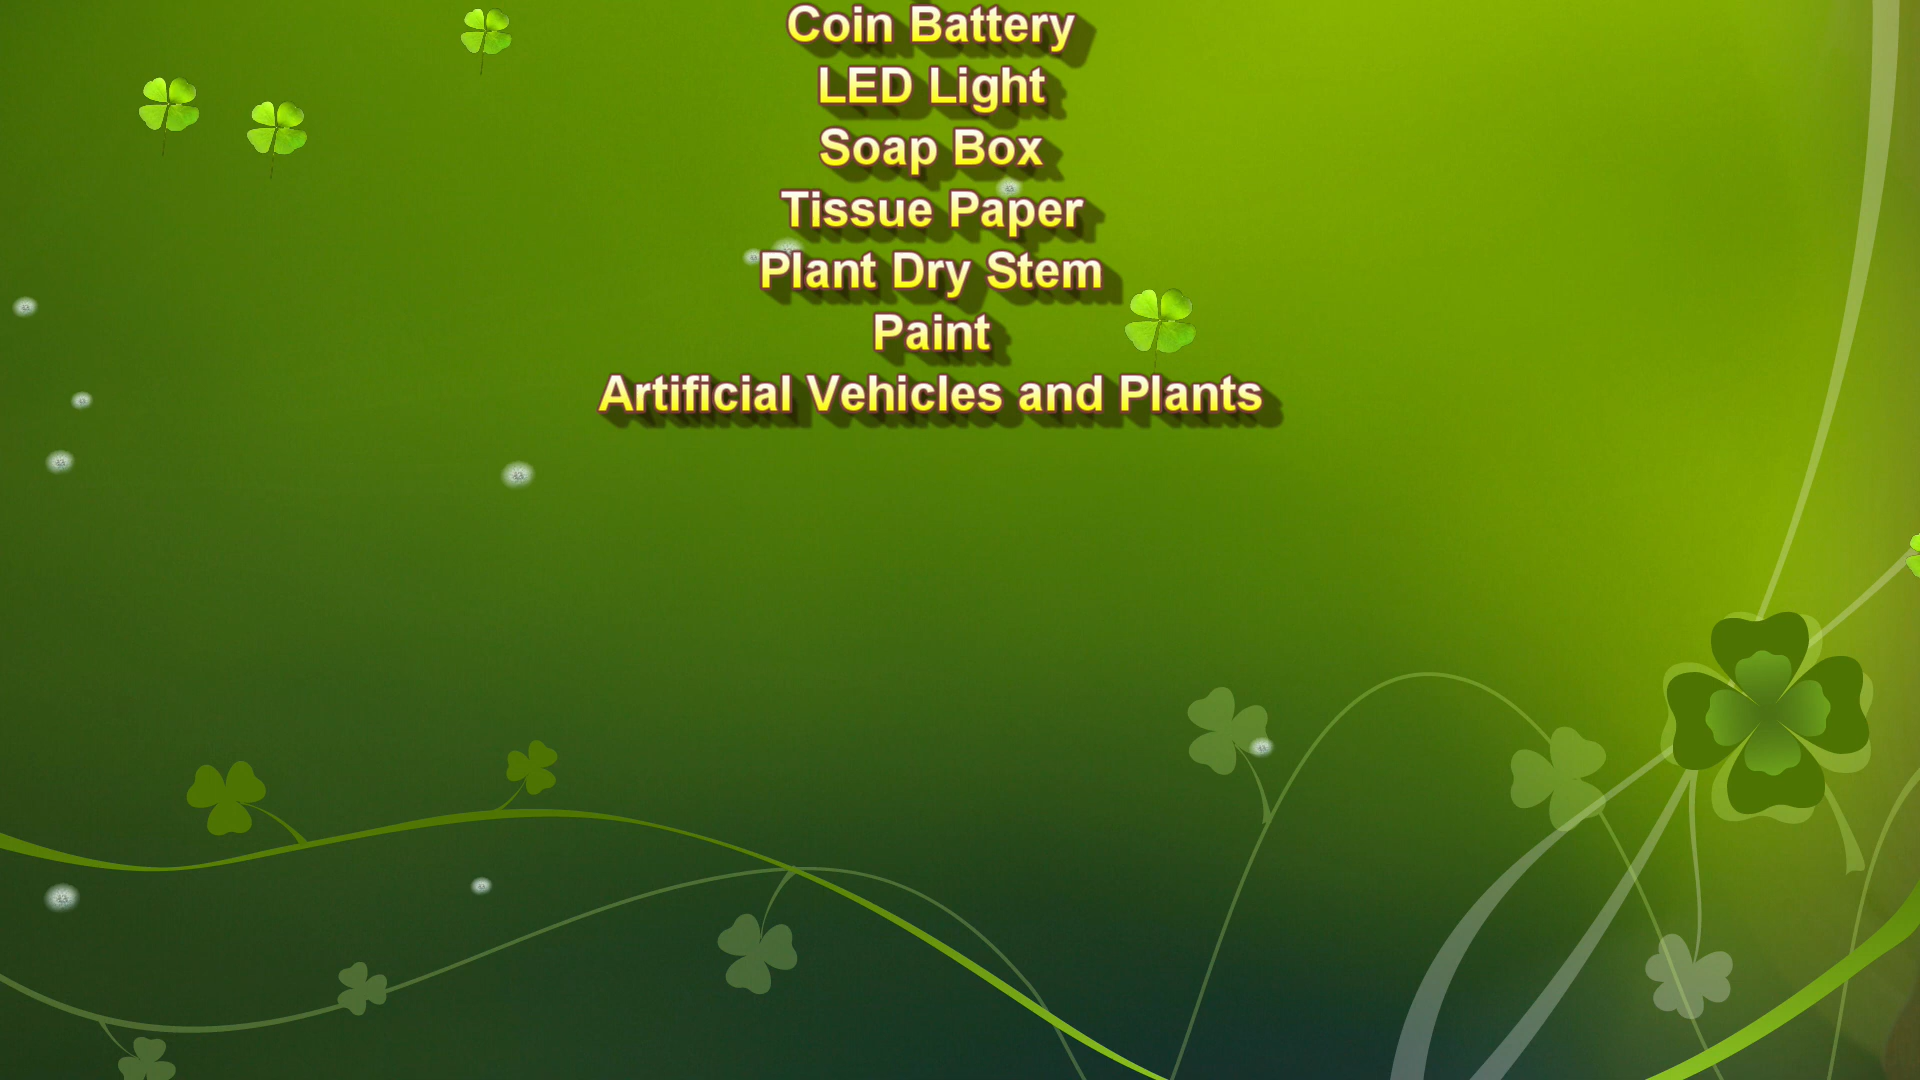 Coin Battery
LED Light
Soap Box
Tissue Paper
Plant Dry Stem
Paint
Artificial Vehicles and Plants